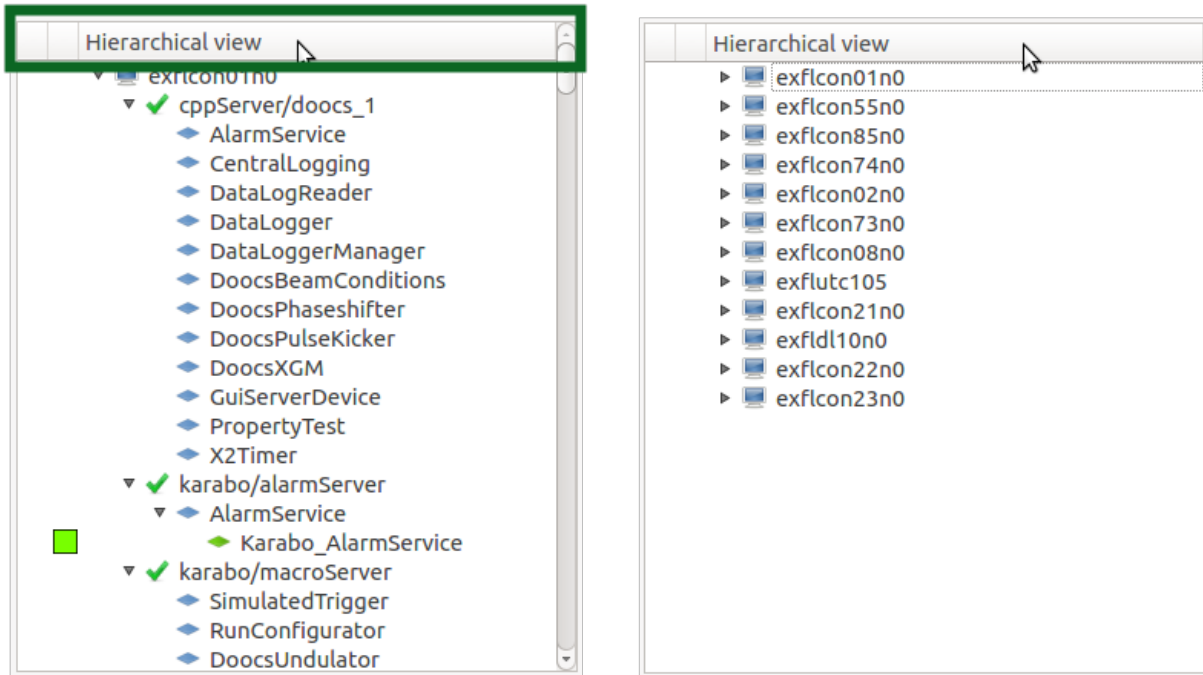 Hierarchical view
exflcon01n0
cppServer/doocs_1
AlarmService
CentralLogging
DataLogReader
DataLogger
DataLoggerManager
DoocsBeamConditions
DoocsPhaseshifter
DoocsPulseKicker
DoocsXGM
GuiServerDevice
PropertyTest
X2Timer
karabo/alarmServer
AlarmService
Karabo_AlarmService
karabo/macroServer
SimulatedTrigger
RunConfigurator
DoocsUndulator
Hierarchical view
exflcon01n0
exflcon55n0
exflcon85n0
exflcon74n0
exflcon02n0
exflcon73n0
exflcon08n0
exflutc105
exflcon21n0
exfldl10n0
exflcon22n0
exflcon23n0